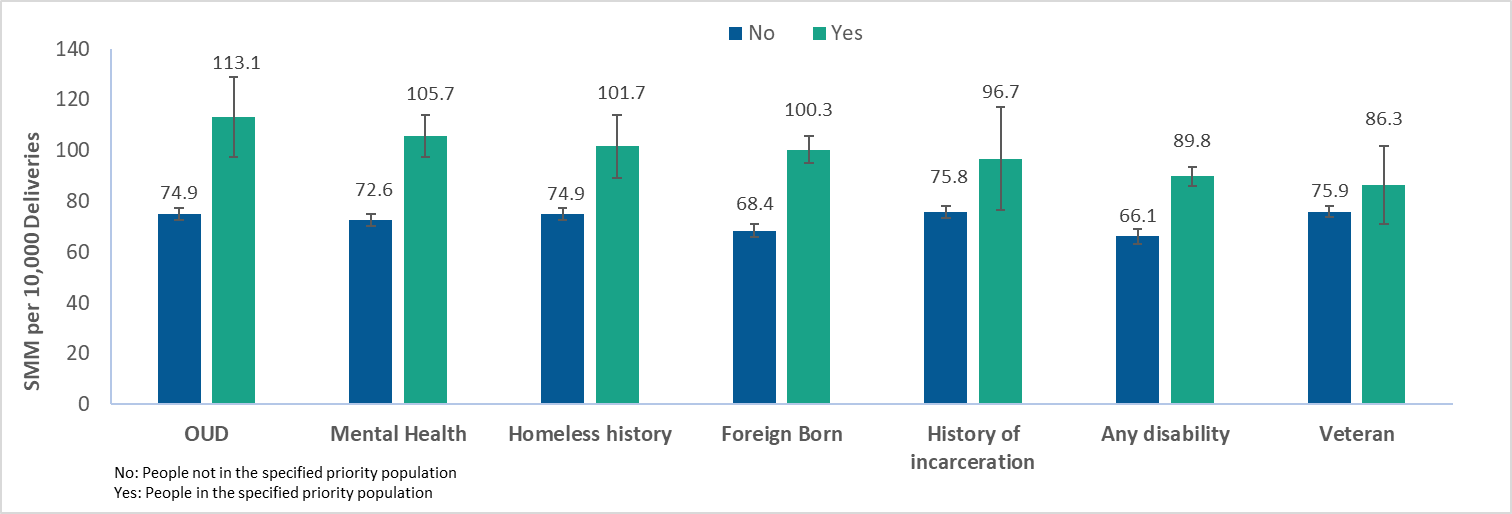 No Yes
SMM per 10,000 Deliveries
140
120
100
80
60
40
20
0
74.9 113.1
72.6 105.7
74.9 101.7
68.4 100.3
75.8 96.7
66.1 89.8
75.9 86.3
OUD
Mental Health
Homeless history
Foreign Born
History of
incarceration
Any disability
Veteran
No: People not in the specified priority population
Yes: People in the specified priority population